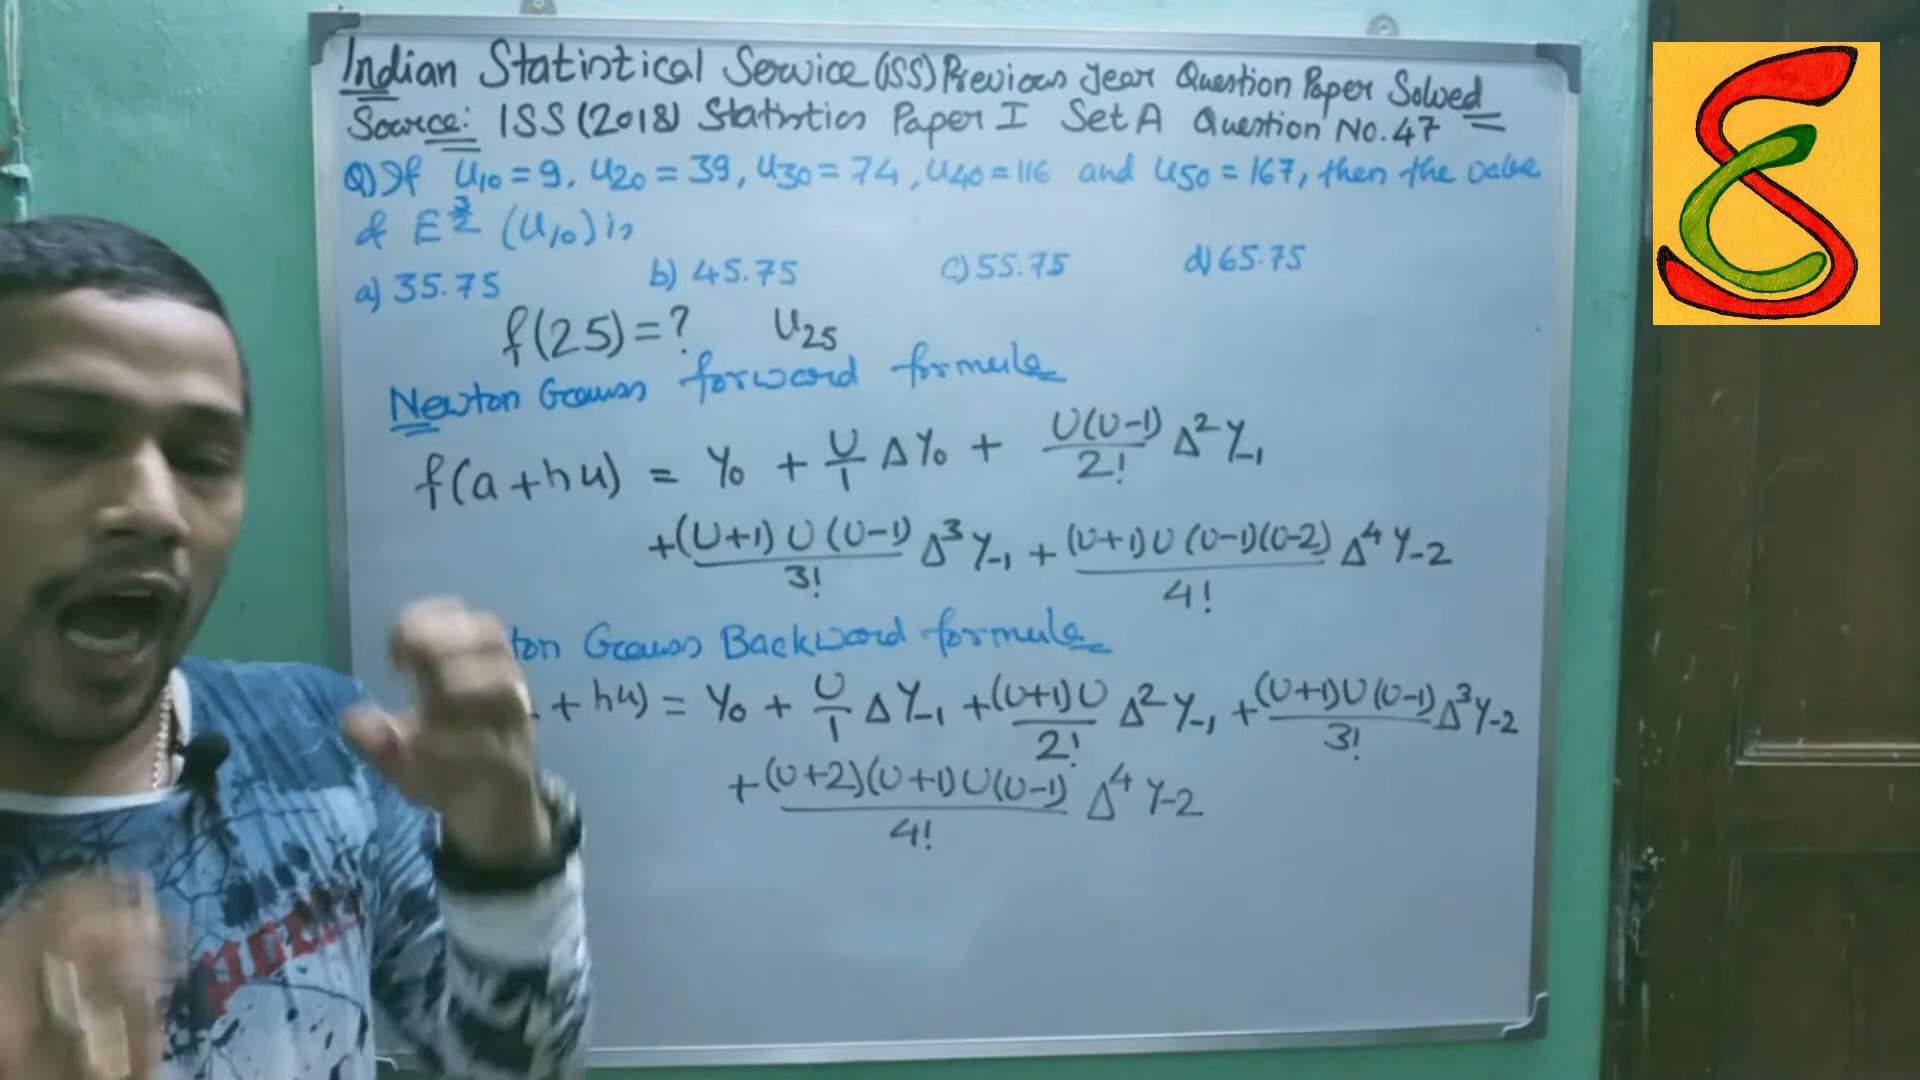 Indian Statistical Service (ISS) Previous Year Question Paper Solved
Source: ISS (2018) Statistics Paper I Set A Question No. 47
Q) If U₁₀ = 9, U₂₀ = 39, U₃₀ = 74, U₄₀ = 116 and U₅₀ = 167, then the value
of E^(3/2) (U₁₀) is
a) 35.75 b) 45.75 c) 55.75 d) 65.75
f(25) = ? U₂₅
Newton Gauss forward formula
f(a+hu) = Y₀ + U/1 ΔY₀ + U(U-1)/2! Δ²Y₋₁
+ (U+1)U(U-1)/3! Δ³Y₋₁ + (U+1)U(U-1)(U-2)/4! Δ⁴Y₋₂
ton Gauss Backward formula
+ hu) = Y₀ + U/1 ΔY₋₁ + (U+1)U/2! Δ²Y₋₁ + (U+1)U(U-1)/3! Δ³Y₋₂
+ (U+2)(U+1)U(U-1)/4! Δ⁴Y₋₂